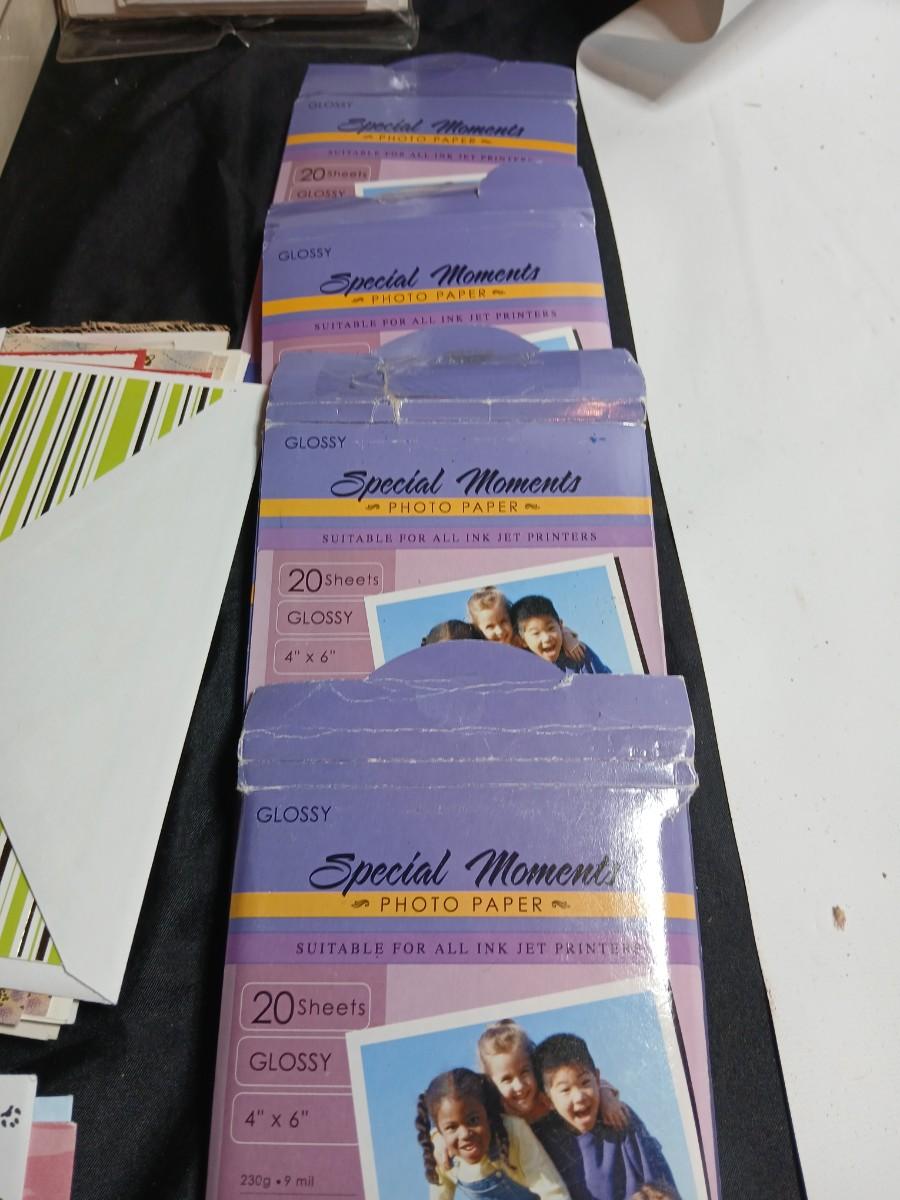 GLOSSY
Special Moments
PHOTO PAPER
SUITABLE FOR ALL INK JET PRINTERS
20 Sheets
GLOSSY
GLOSSY
Special Moments
PHOTO PAPER
SUITABLE FOR ALL INK JET PRINTERS
GLOSSY
Special Moments
PHOTO PAPER
SUITABLE FOR ALL INK JET PRINTERS
20 Sheets
GLOSSY
4" x 6"
GLOSSY
Special Moments
PHOTO PAPER
SUITABLE FOR ALL INK JET PRINTERS
20 Sheets
GLOSSY
4" x 6"
230g • 9 mil